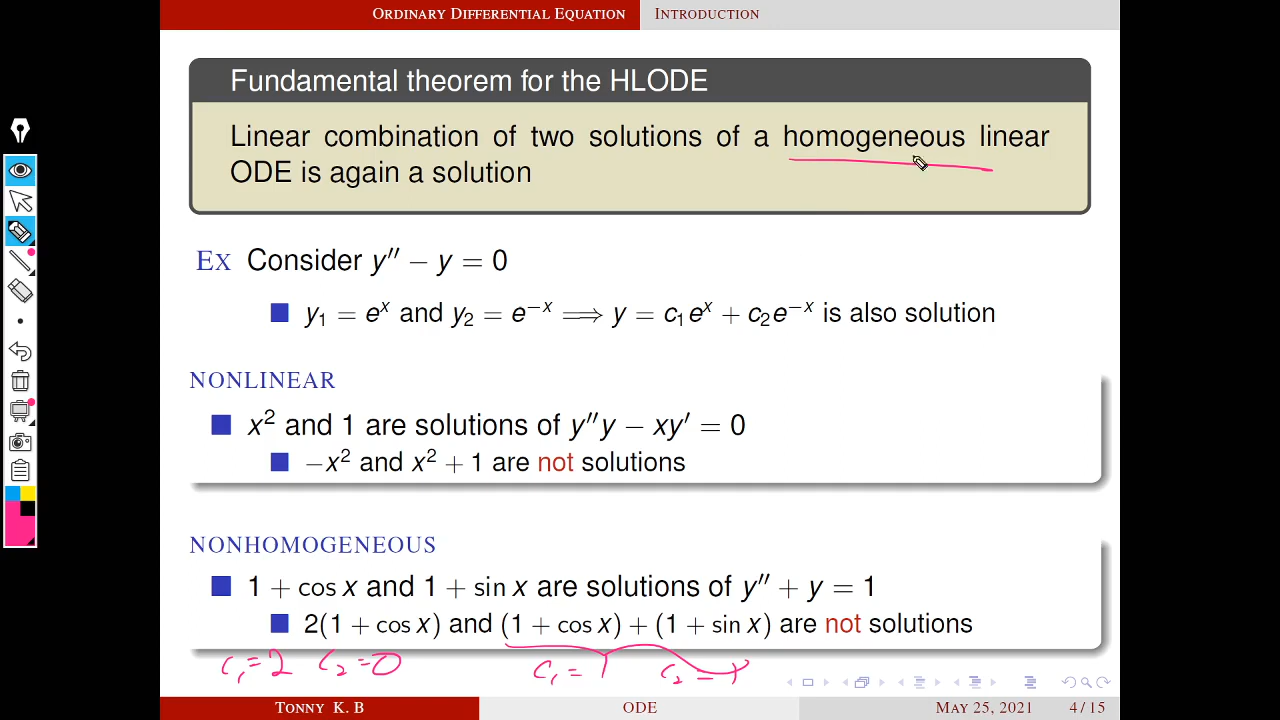 ORDINARY DIFFERENTIAL EQUATION INTRODUCTION
Fundamental theorem for the HLODE
Linear combination of two solutions of a homogeneous linear
ODE is again a solution
EX Consider y″ − y = 0
y₁ = eˣ and y₂ = e⁻ˣ ⟹ y = c₁eˣ + c₂e⁻ˣ is also solution
NONLINEAR
x² and 1 are solutions of y″y − xy′ = 0
−x² and x² + 1 are not solutions
NONHOMOGENEOUS
1 + cos x and 1 + sin x are solutions of y″ + y = 1
2(1 + cos x) and (1 + cos x) + (1 + sin x) are not solutions
C₁ = 2 C₂ = 0 C₁ = 1 C₂ = 1
TONNY K. B ODE MAY 25, 2021 4 / 15